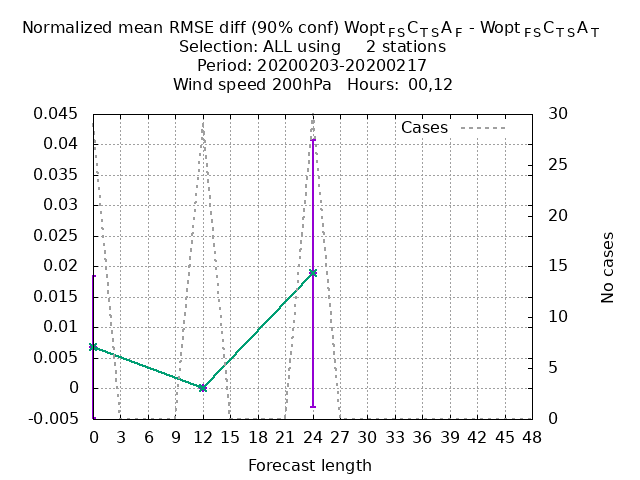 Normalized mean RMSE diff (90% conf) Wopt FS C T S A F - Wopt FS C T S A T
Selection: ALL using 2 stations
Period: 20200203-20200217
Wind speed 200hPa Hours: 00,12
Cases
0.045
0.04
0.035
0.03
0.025
0.02
0.015
0.01
0.005
0
-0.005
30
25
20
15
10
5
0
No cases
0 3 6 9 12 15 18 21 24 27 30 33 36 39 42 45 48
Forecast length